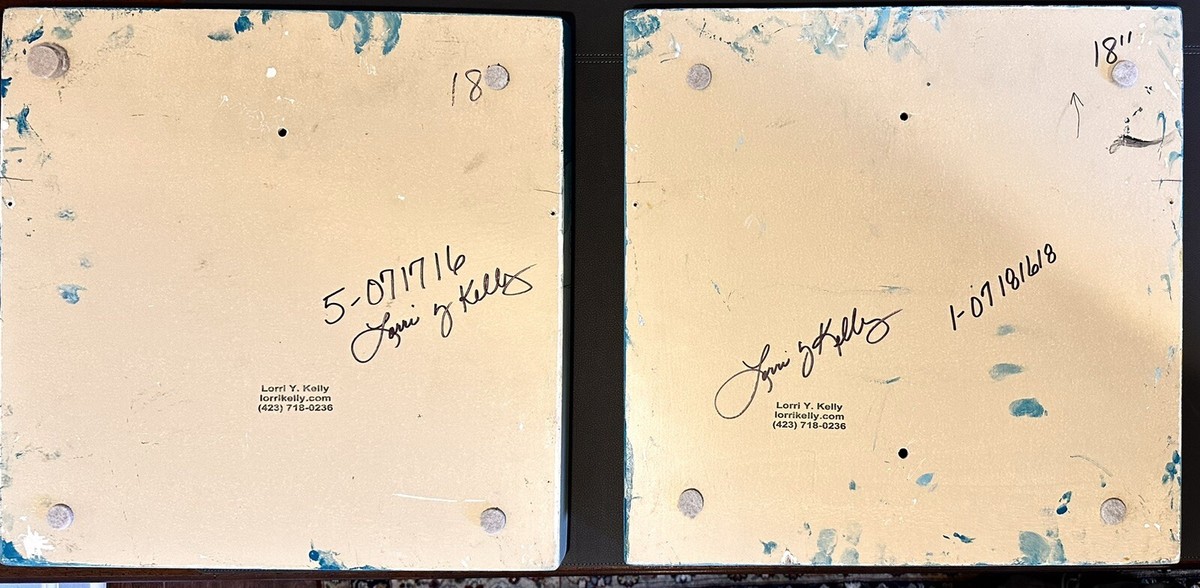 18"
5-071716
Lorri Y Kelly
Lorri Y. Kelly
lorrikelly.com
(423) 718-0236
18"
1-07181618
Lorri Y Kelly
Lorri Y. Kelly
lorrikelly.com
(423) 718-0236